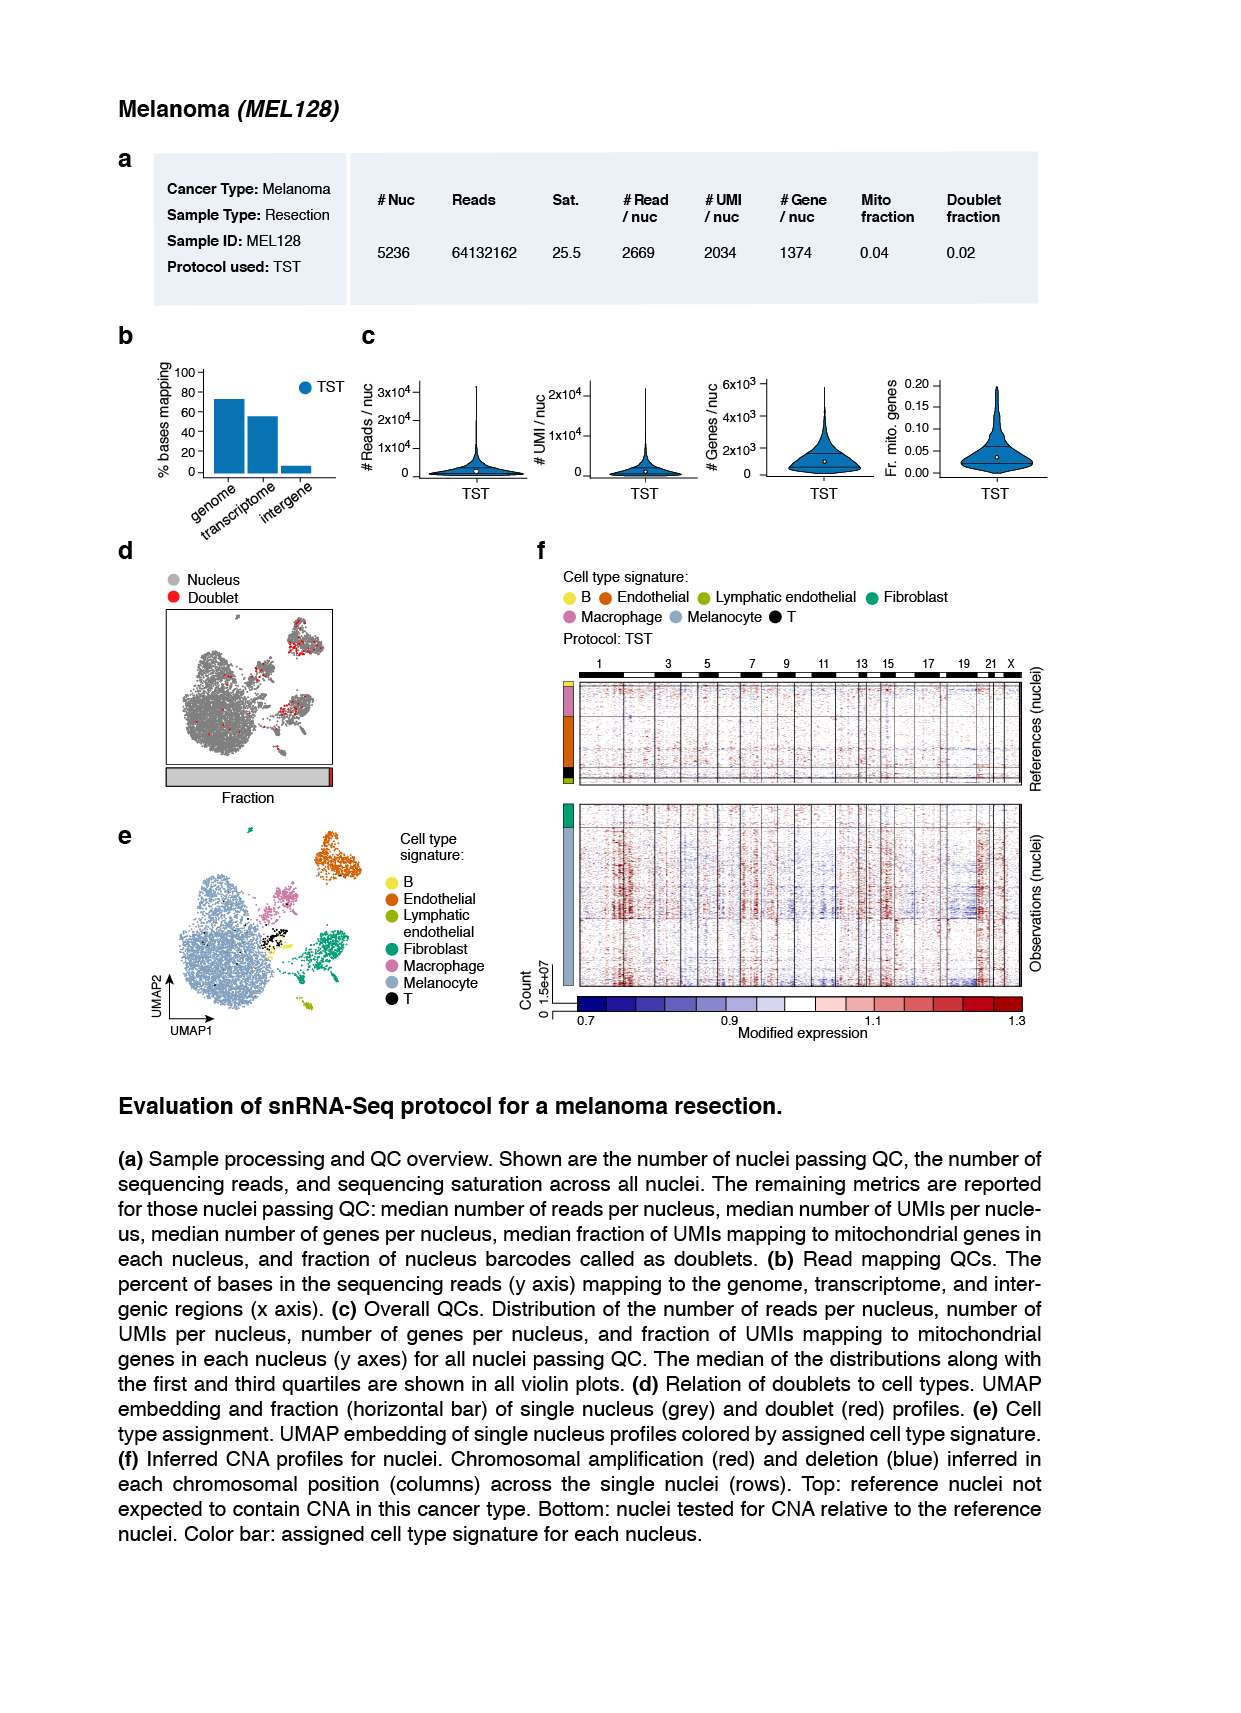 Melanoma (MEL128)
a
Cancer Type: Melanoma
Sample Type: Resection
Sample ID: MEL128
Protocol used: TST
# Nuc Reads Sat. # Read / nuc # UMI / nuc # Gene / nuc Mito fraction Doublet fraction
5236 64132162 25.5 2669 2034 1374 0.04 0.02
b
% bases mapping
100
80
60
40
20
0
TST
genome
transcriptome
intergene
c
# Reads / nuc
3x10⁴
2x10⁴
1x10⁴
0
TST
# UMI / nuc
2x10⁴
1x10⁴
0
TST
# Genes / nuc
6x10³
4x10³
2x10³
0
TST
Fr. mito. genes
0.20
0.15
0.10
0.05
0.00
TST
d
Nucleus
Doublet
Fraction
e
Cell type
signature:
B
Endothelial
Lymphatic
endothelial
Fibroblast
Macrophage
Melanocyte
T
UMAP2
UMAP1
f
Cell type signature:
B Endothelial Lymphatic endothelial Fibroblast
Macrophage Melanocyte T
Protocol: TST
1 3 5 7 9 11 13 15 17 19 21 X
References (nuclei)
Observations (nuclei)
Count
0 1.5e+07
0.7 0.9 1.1 1.3
Modified expression
Evaluation of snRNA-Seq protocol for a melanoma resection.
(a) Sample processing and QC overview. Shown are the number of nuclei passing QC, the number of
sequencing reads, and sequencing saturation across all nuclei. The remaining metrics are reported
for those nuclei passing QC: median number of reads per nucleus, median number of UMIs per nucle-
us, median number of genes per nucleus, median fraction of UMIs mapping to mitochondrial genes in
each nucleus, and fraction of nucleus barcodes called as doublets. (b) Read mapping QCs. The
percent of bases in the sequencing reads (y axis) mapping to the genome, transcriptome, and inter-
genic regions (x axis). (c) Overall QCs. Distribution of the number of reads per nucleus, number of
UMIs per nucleus, number of genes per nucleus, and fraction of UMIs mapping to mitochondrial
genes in each nucleus (y axes) for all nuclei passing QC. The median of the distributions along with
the first and third quartiles are shown in all violin plots. (d) Relation of doublets to cell types. UMAP
embedding and fraction (horizontal bar) of single nucleus (grey) and doublet (red) profiles. (e) Cell
type assignment. UMAP embedding of single nucleus profiles colored by assigned cell type signature.
(f) Inferred CNA profiles for nuclei. Chromosomal amplification (red) and deletion (blue) inferred in
each chromosomal position (columns) across the single nuclei (rows). Top: reference nuclei not
expected to contain CNA in this cancer type. Bottom: nuclei tested for CNA relative to the reference
nuclei. Color bar: assigned cell type signature for each nucleus.